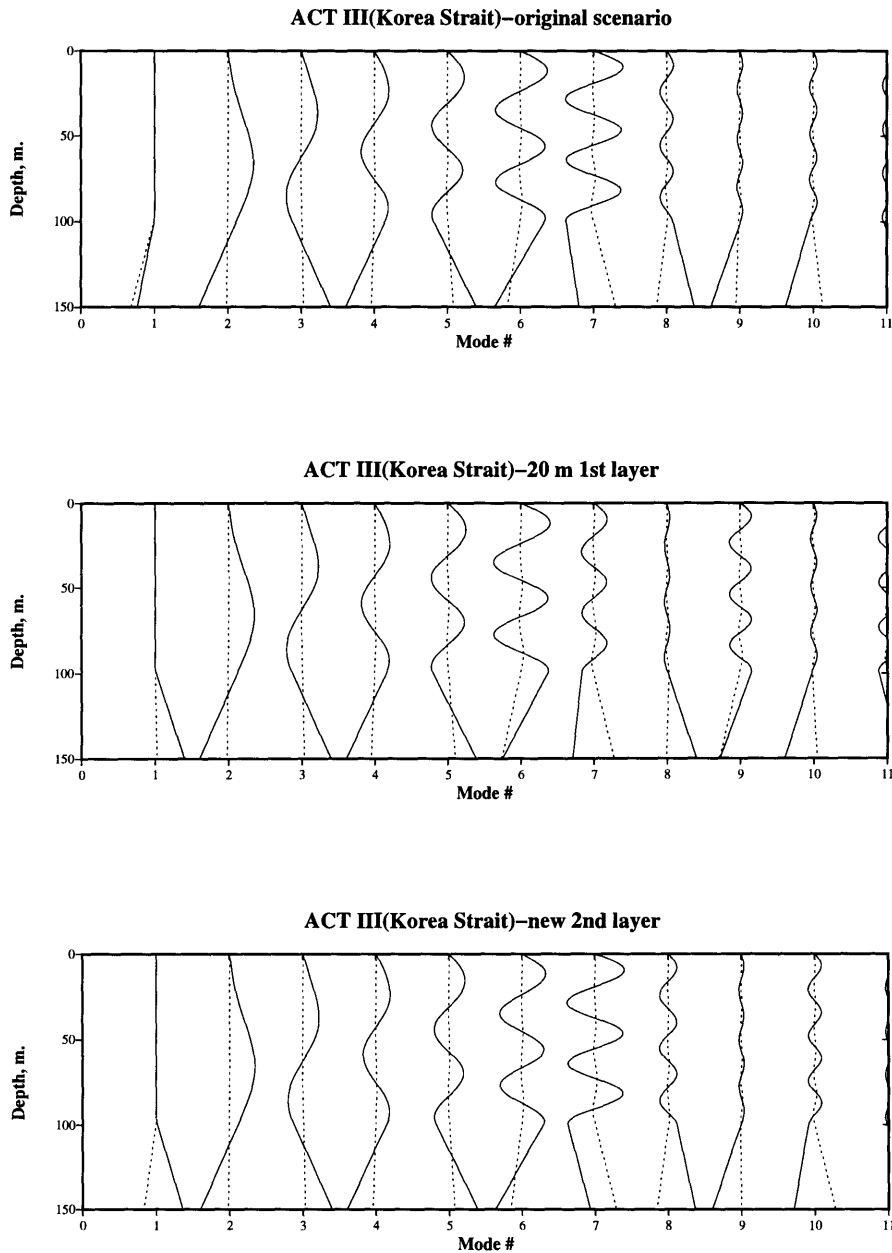 ACT III(Korea Strait)–original scenario
Depth, m.
0
50
100
150
0 1 2 3 4 5 6 7 8 9 10 11
Mode #
ACT III(Korea Strait)–20 m 1st layer
Depth, m.
0
50
100
150
0 1 2 3 4 5 6 7 8 9 10 11
Mode #
ACT III(Korea Strait)–new 2nd layer
Depth, m.
0
50
100
150
0 1 2 3 4 5 6 7 8 9 10 11
Mode #